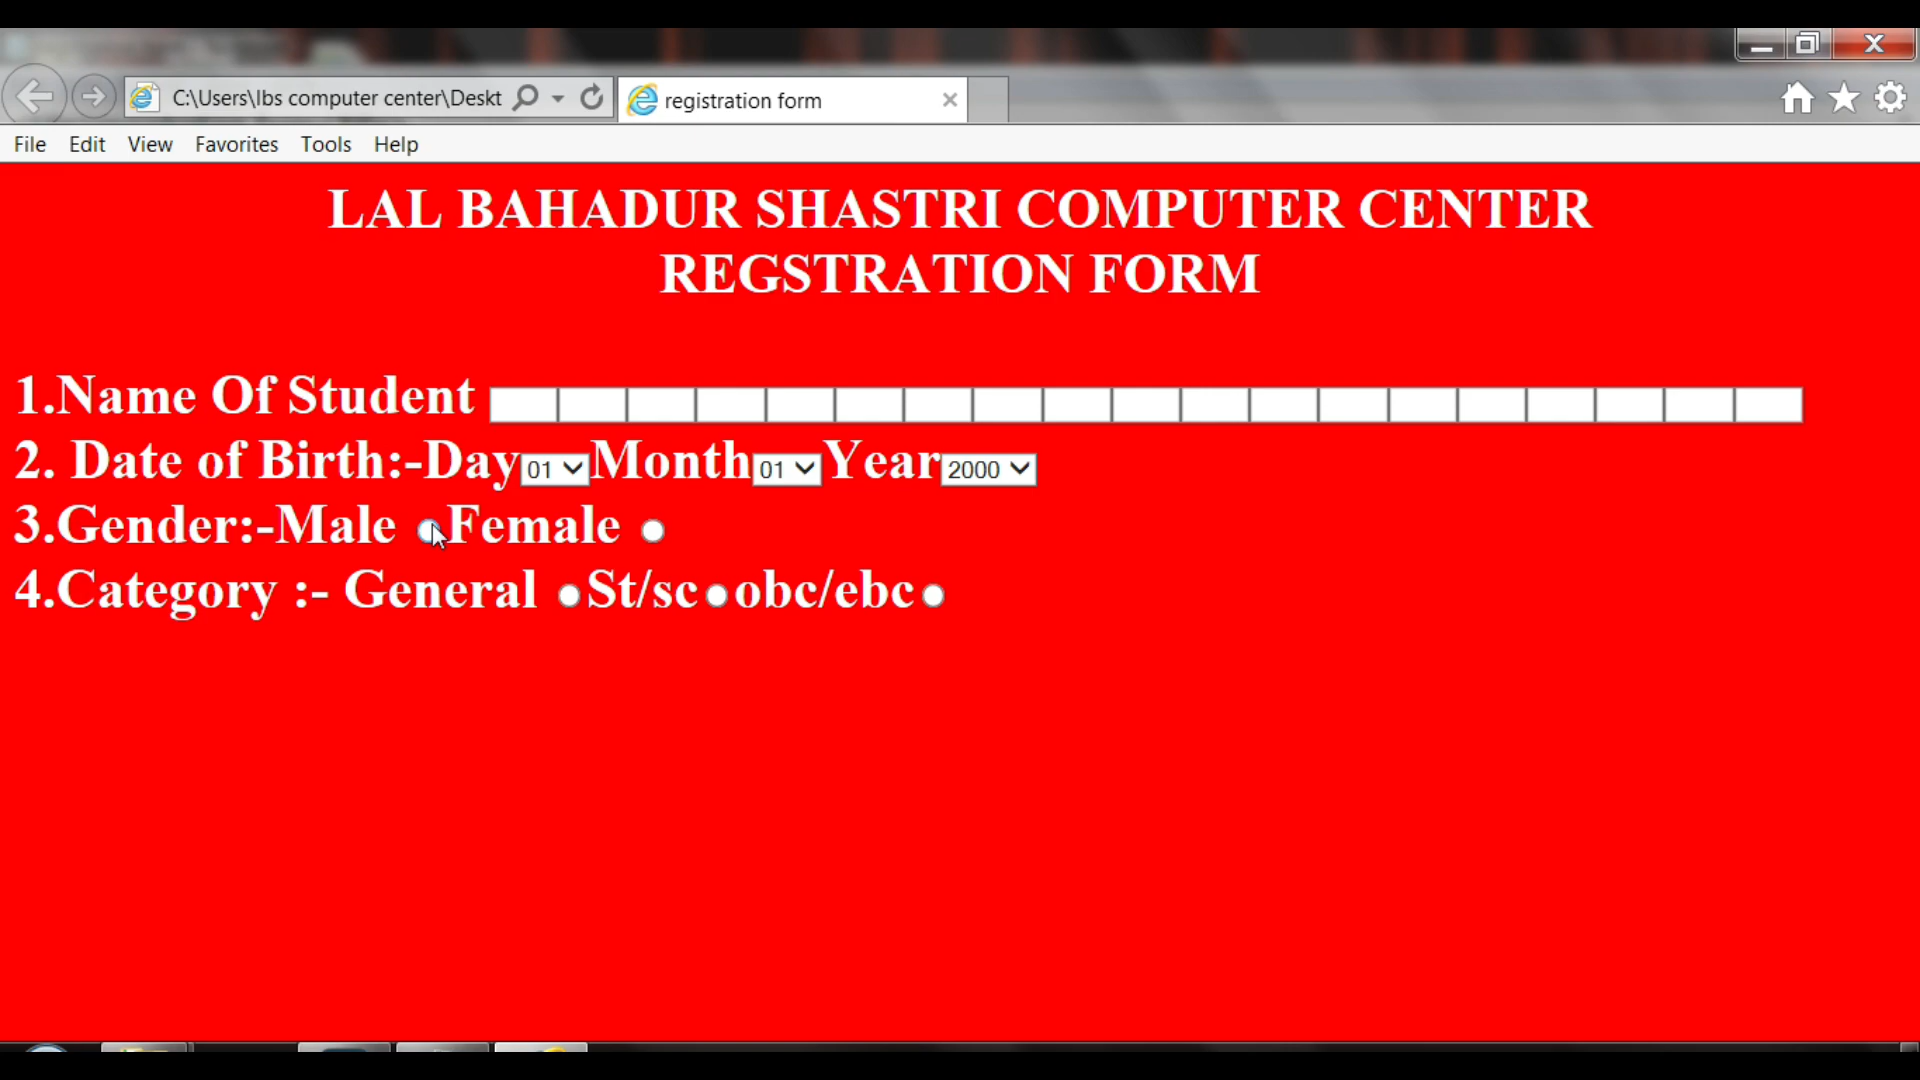 C:\Users\lbs computer center\Deskt
registration form
File Edit View Favorites Tools Help
LAL BAHADUR SHASTRI COMPUTER CENTER
REGSTRATION FORM
1.Name Of Student
2. Date of Birth:-Day 01 Month 01 Year 2000
3.Gender:-Male Female
4.Category :- General St/sc obc/ebc